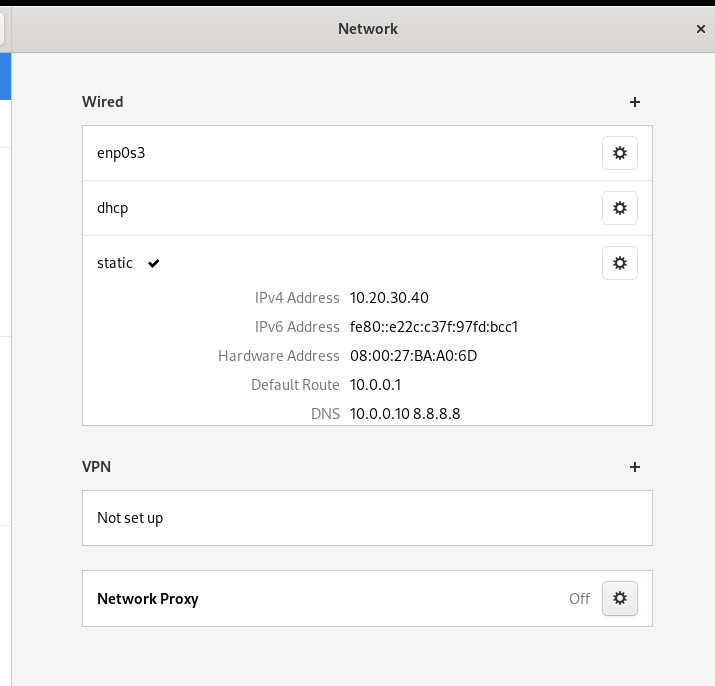 Network
Wired
enp0s3
dhcp
static
IPv4 Address 10.20.30.40
IPv6 Address fe80::e22c:c37f:97fd:bcc1
Hardware Address 08:00:27:BA:A0:6D
Default Route 10.0.0.1
DNS 10.0.0.10 8.8.8.8
VPN
Not set up
Network Proxy Off